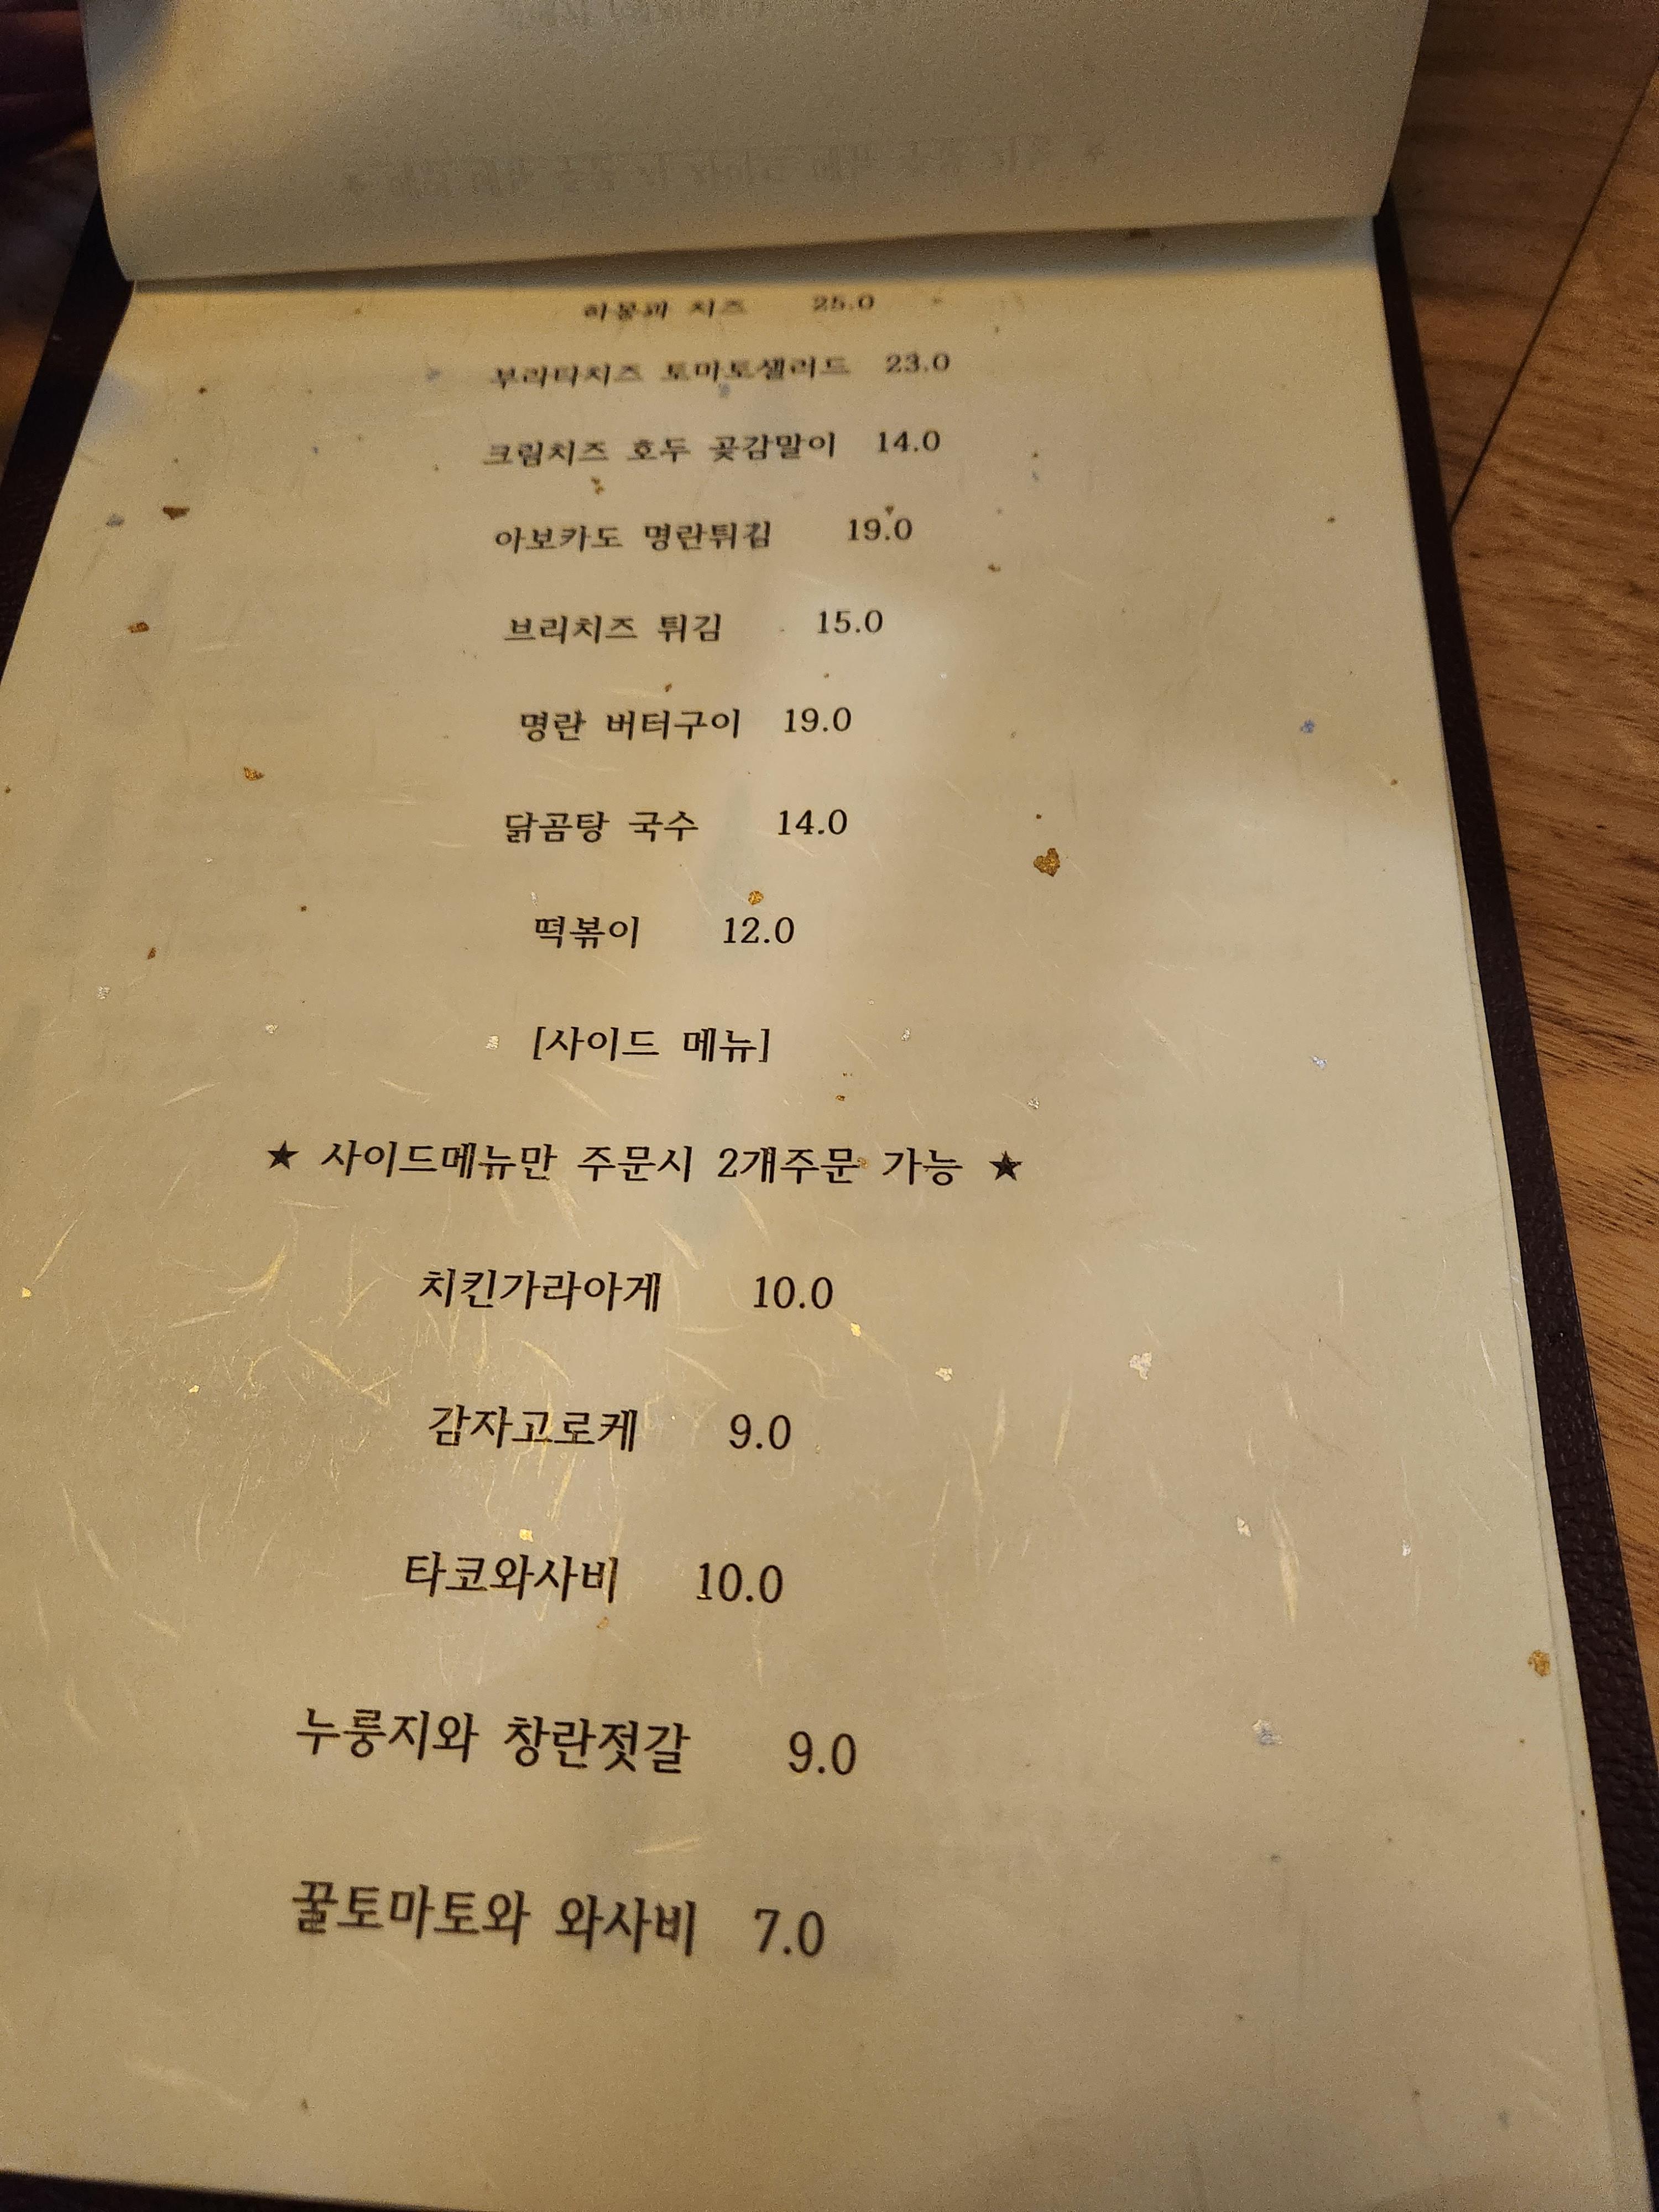 치즈 25.0
부라타치즈 토마토샐러드 23.0
크림치즈 호두 곶감말이 14.0
아보카도 명란튀김 19.0
브리치즈 튀김 15.0
명란 버터구이 19.0
닭곰탕 국수 14.0
떡볶이 12.0
[사이드 메뉴]
★ 사이드메뉴만 주문시 2개주문 가능 ★
치킨가라아게 10.0
감자고로케 9.0
타코와사비 10.0
누룽지와 창란젓갈 9.0
꿀토마토와 와사비 7.0